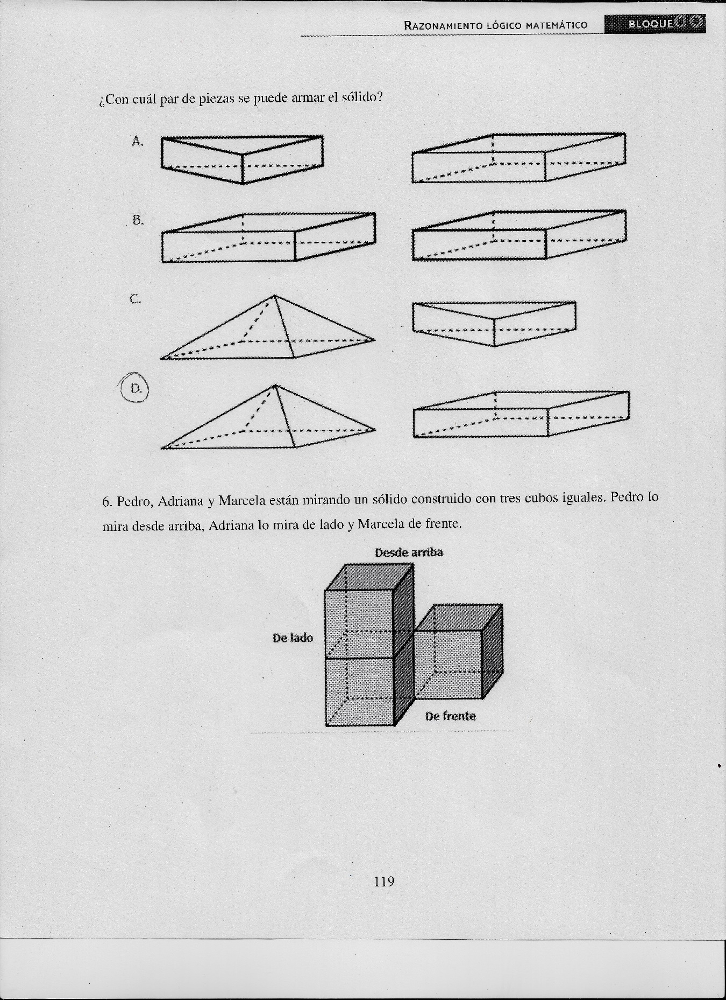 RAZONAMIENTO LÓGICO MATEMÁTICO BLOQUE
¿Con cuál par de piezas se puede armar el sólido?
A.
B.
C.
D.
6. Pedro, Adriana y Marcela están mirando un sólido construido con tres cubos iguales. Pedro lo
mira desde arriba, Adriana lo mira de lado y Marcela de frente.
Desde arriba
De lado
De frente
119